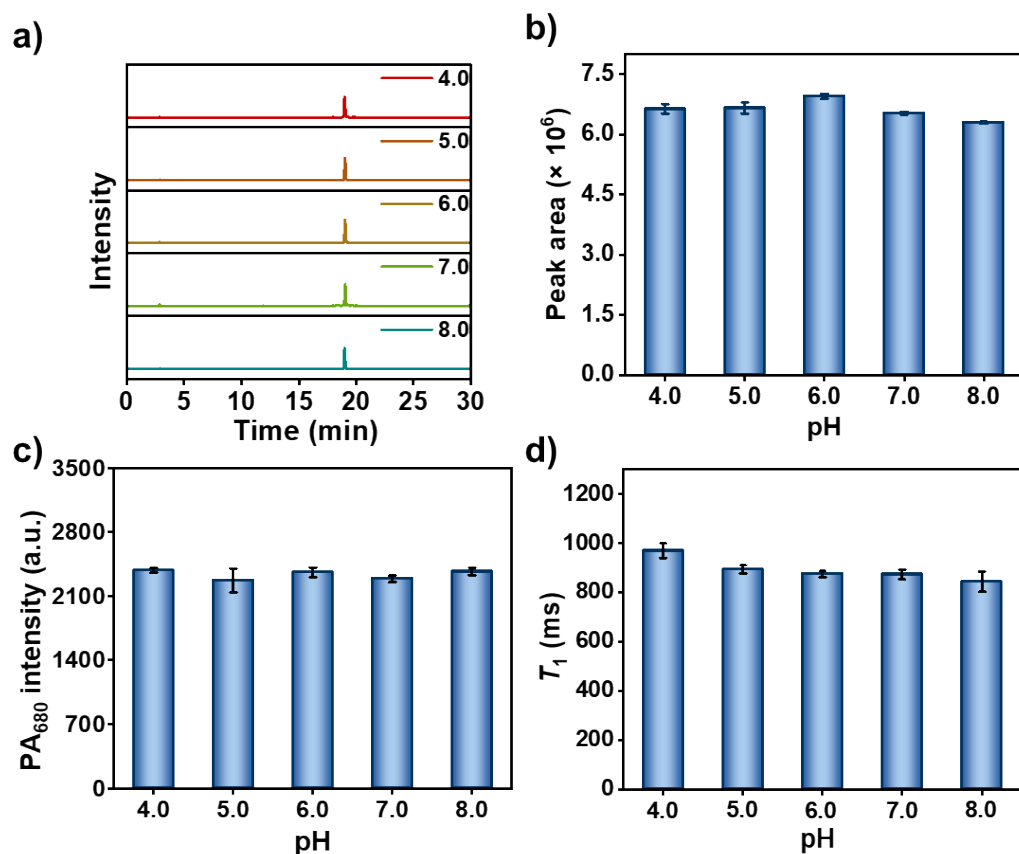 a)
4.0
5.0
6.0
7.0
8.0
Intensity
0 5 10 15 20 25 30
Time (min)
b)
7.5
6.0
4.5
3.0
1.5
0.0
Peak area (× 10⁶)
4.0 5.0 6.0 7.0 8.0
pH
c)
3500
2800
2100
1400
700
0
PA₆₈₀ intensity (a.u.)
4.0 5.0 6.0 7.0 8.0
pH
d)
1200
1000
800
600
400
200
0
T₁ (ms)
4.0 5.0 6.0 7.0 8.0
pH